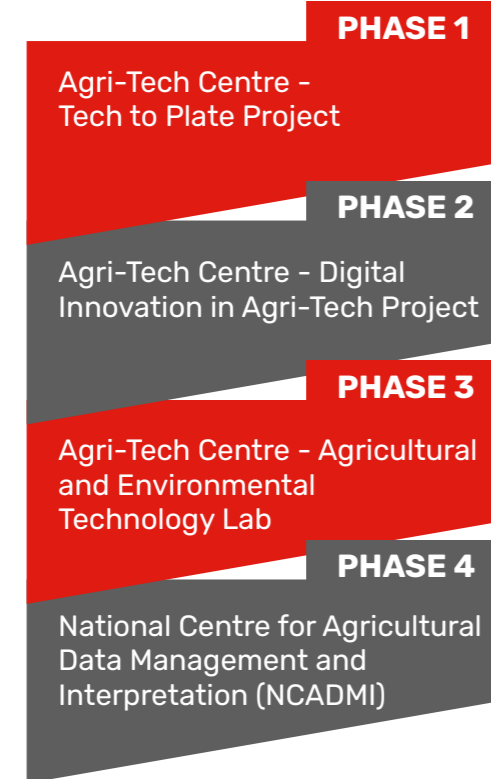 PHASE 1
Agri-Tech Centre -
Tech to Plate Project
PHASE 2
Agri-Tech Centre - Digital
Innovation in Agri-Tech Project
PHASE 3
Agri-Tech Centre - Agricultural
and Environmental
Technology Lab
PHASE 4
National Centre for Agricultural
Data Management and
Interpretation (NCADMI)